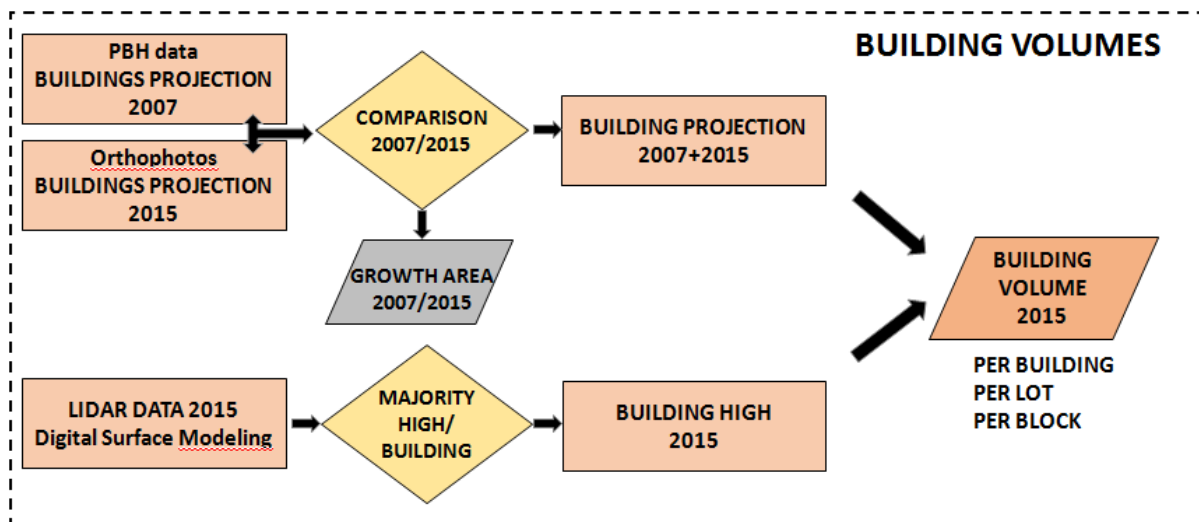 BUILDING VOLUMES
PBH data
BUILDINGS PROJECTION
2007
Orthophotos
BUILDINGS PROJECTION
2015
COMPARISON
2007/2015
BUILDING PROJECTION
2007+2015
GROWTH AREA
2007/2015
LIDAR DATA 2015
Digital Surface Modeling
MAJORITY
HIGH/
BUILDING
BUILDING HIGH
2015
BUILDING
VOLUME
2015
PER BUILDING
PER LOT
PER BLOCK